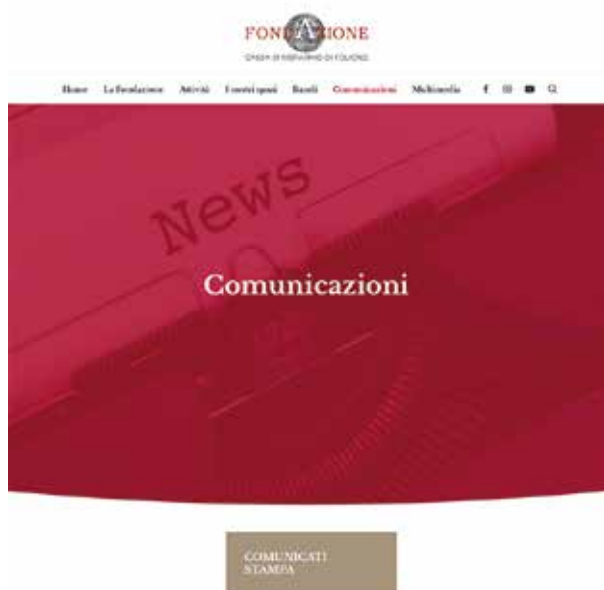 FONDAZIONE
CASSA DI RISPARMIO DI FOLIGNO
Home La Fondazione Attività I nostri spazi Bandi Comunicazioni Multimedia
News
Comunicazioni
COMUNICATI
STAMPA